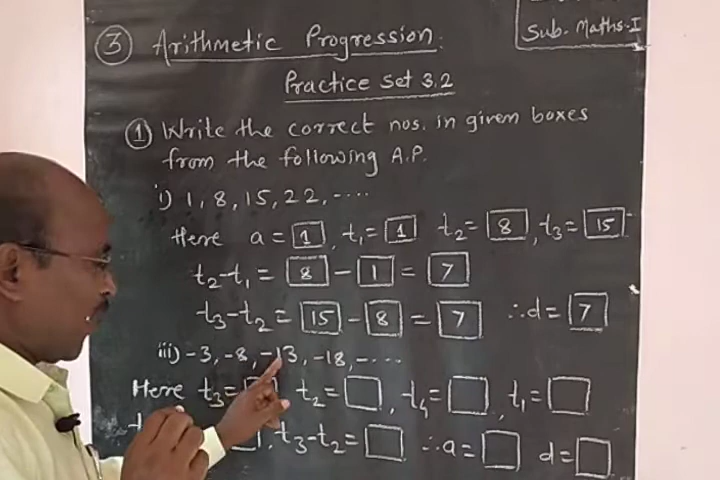 Sub. Maths-I
③ Arithmetic Progression:
Practice Set 3.2
① Write the correct nos. in given boxes
from the following A.P.
i) 1, 8, 15, 22, ....
Here a = 1, t₁ = 1 t₂ = 8, t₃ = 15
t₂-t₁ = 8 - 1 = 7
t₃-t₂ = 15 - 8 = 7 ∴d = 7
iii) -3, -8, -13, -18, ....
Here t₃= □ t₂= □, t₄= □, t₁= □
□, t₃-t₂= □ ∴a= □ d= □